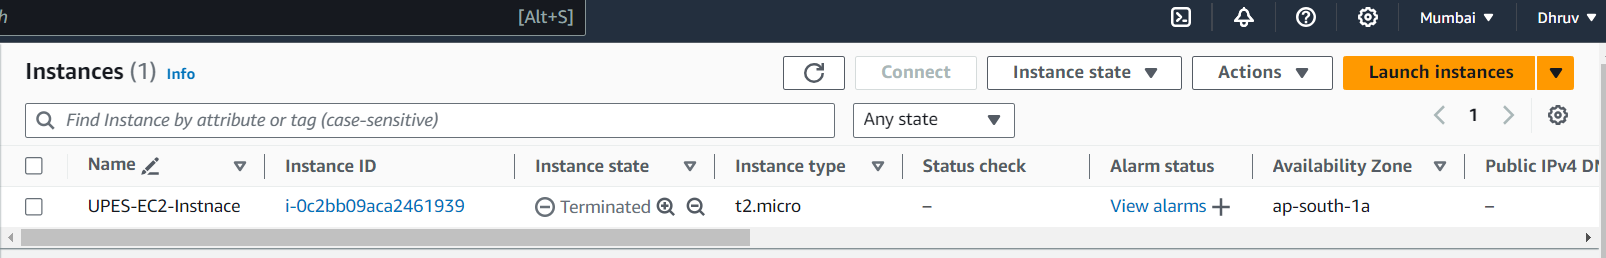 [Alt+S] Mumbai Dhruv
Instances (1) Info Connect Instance state Actions Launch instances
Find Instance by attribute or tag (case-sensitive) Any state 1
Name Instance ID Instance state Instance type Status check Alarm status Availability Zone Public IPv4
UPES-EC2-Instnace i-0c2bb09aca2461939 Terminated t2.micro – View alarms + ap-south-1a –